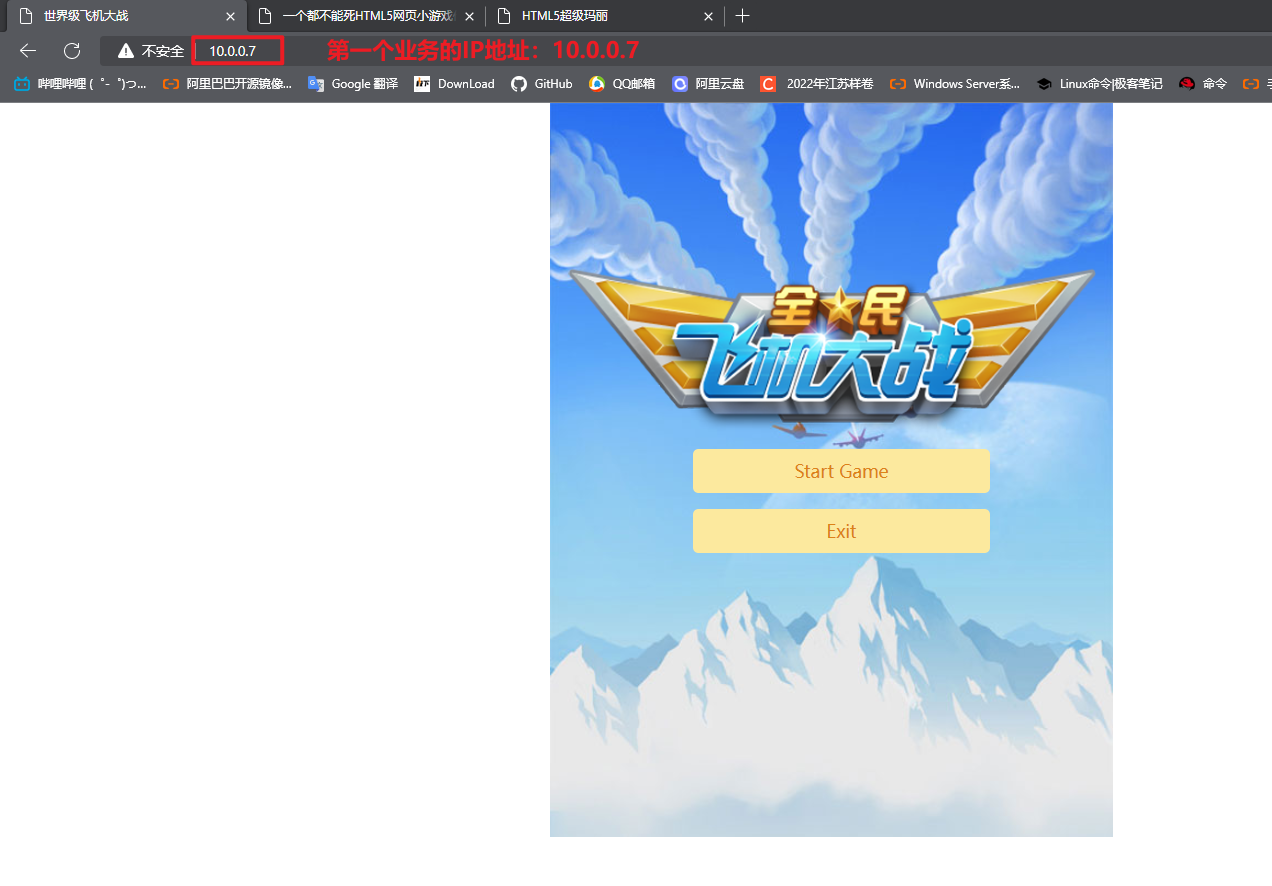 世界级飞机大战
一个都不能死HTML5网页小游戏
HTML5超级玛丽
不安全 10.0.0.7
第一个业务的IP地址：10.0.0.7
哔哩哔哩 ( ゜- ゜)つ... 阿里巴巴开源镜像... Google 翻译 DownLoad GitHub QQ邮箱 阿里云盘 2022年江苏样卷 Windows Server系... Linux命令|极客笔记 命令
全民
飞机大战
Start Game
Exit